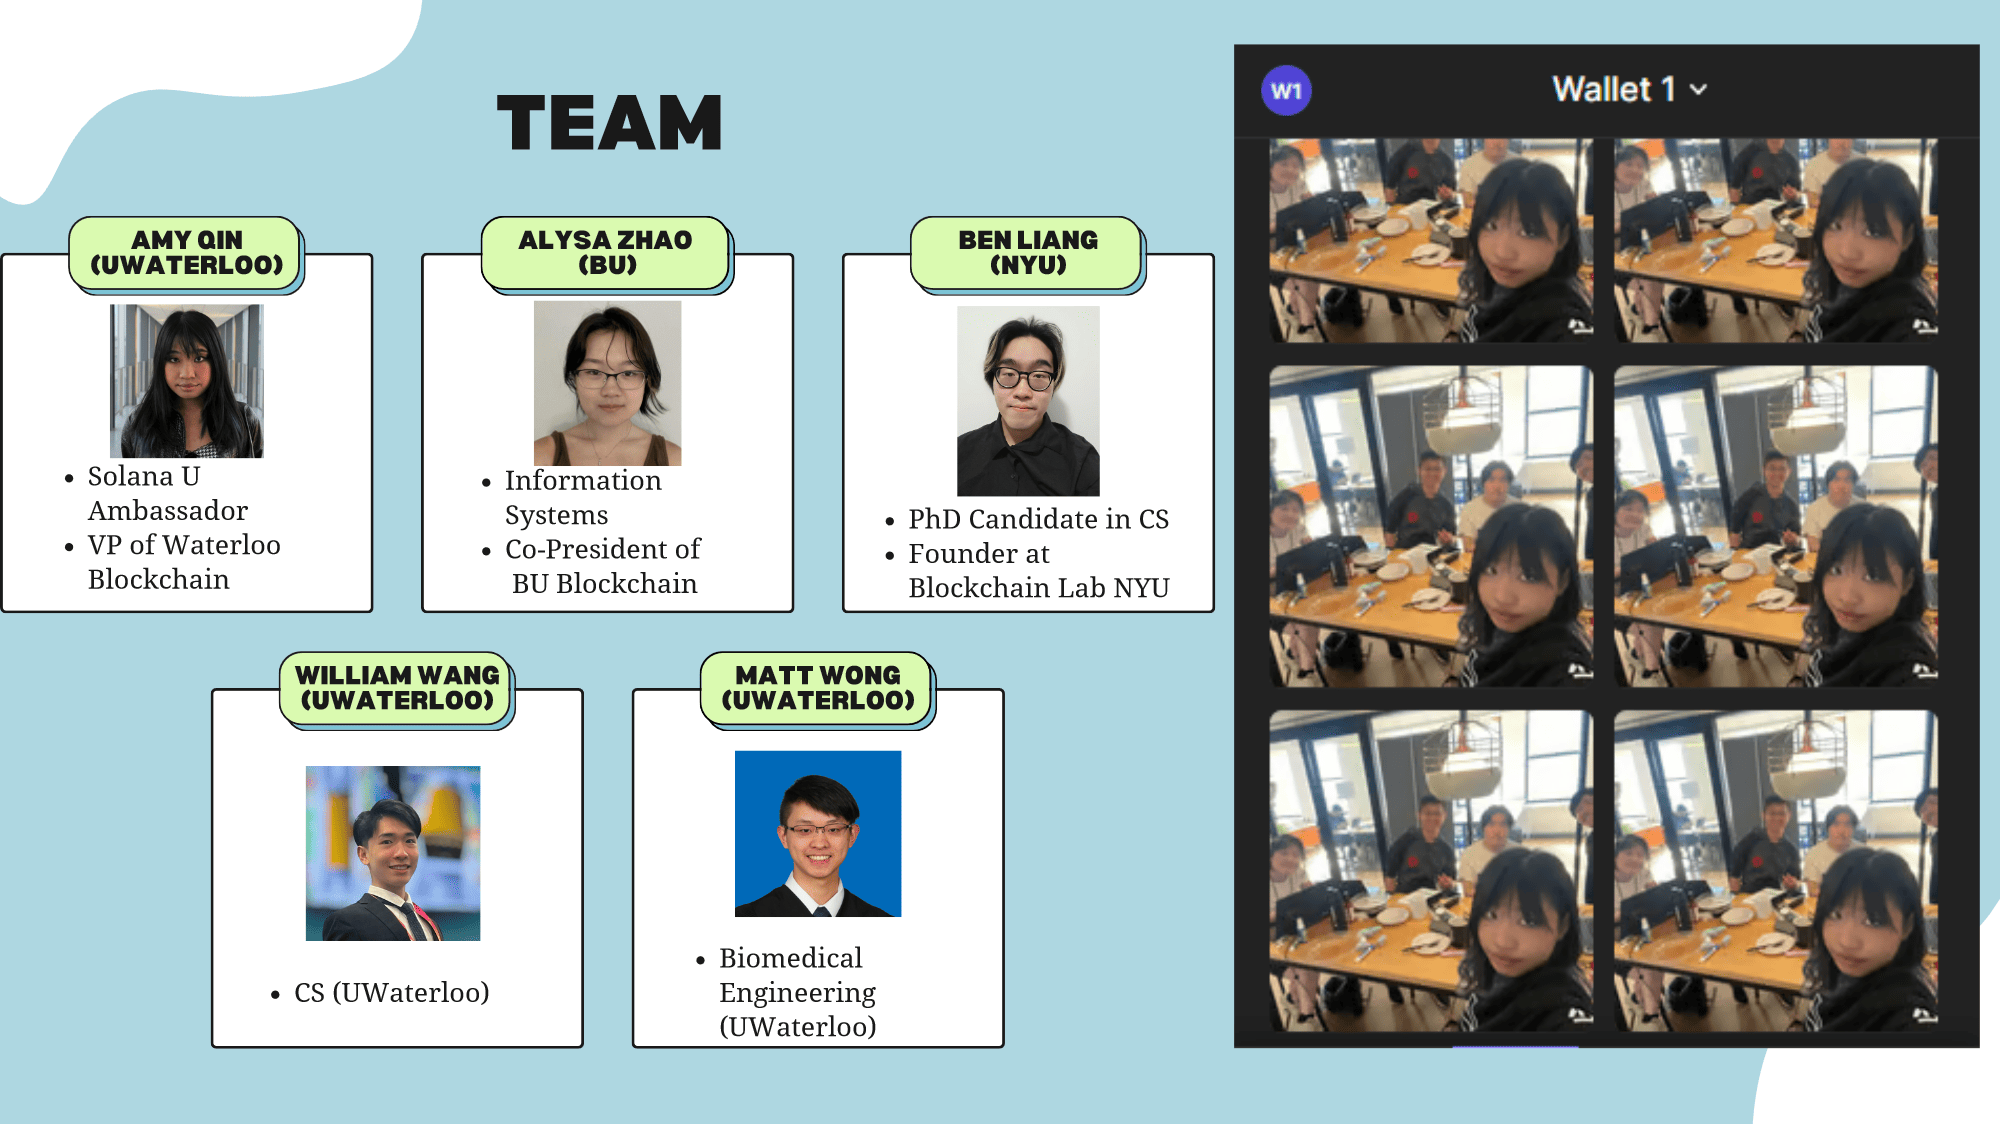 TEAM
AMY QIN
(UWATERLOO)
• Solana U
Ambassador
• VP of Waterloo
Blockchain
ALYSA ZHAO
(BU)
• Information
Systems
• Co-President of
BU Blockchain
BEN LIANG
(NYU)
• PhD Candidate in CS
• Founder at
Blockchain Lab NYU
WILLIAM WANG
(UWATERLOO)
• CS (UWaterloo)
MATT WONG
(UWATERLOO)
• Biomedical
Engineering
(UWaterloo)
W1
Wallet 1